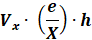 Vₓ · (e/X) · h